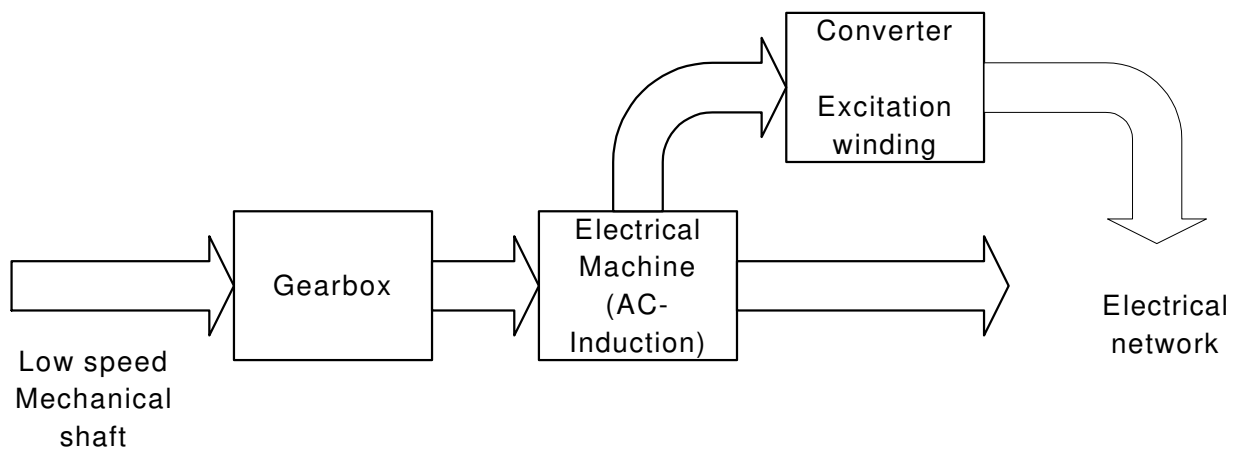 Converter
Excitation
winding
Electrical
Machine
(AC-
Induction)
Gearbox
Low speed
Mechanical
shaft
Electrical
network